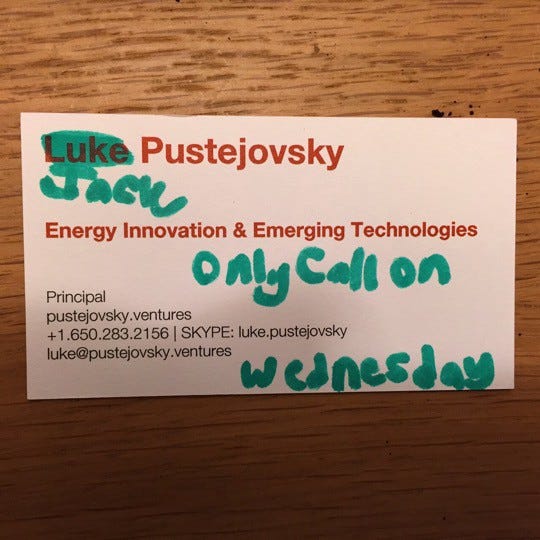 Luke Pustejovsky
Jack
Energy Innovation & Emerging Technologies
only Call on
Principal
pustejovsky.ventures
+1.650.283.2156 | SKYPE: luke.pustejovsky
luke@pustejovsky.ventures
wednesday